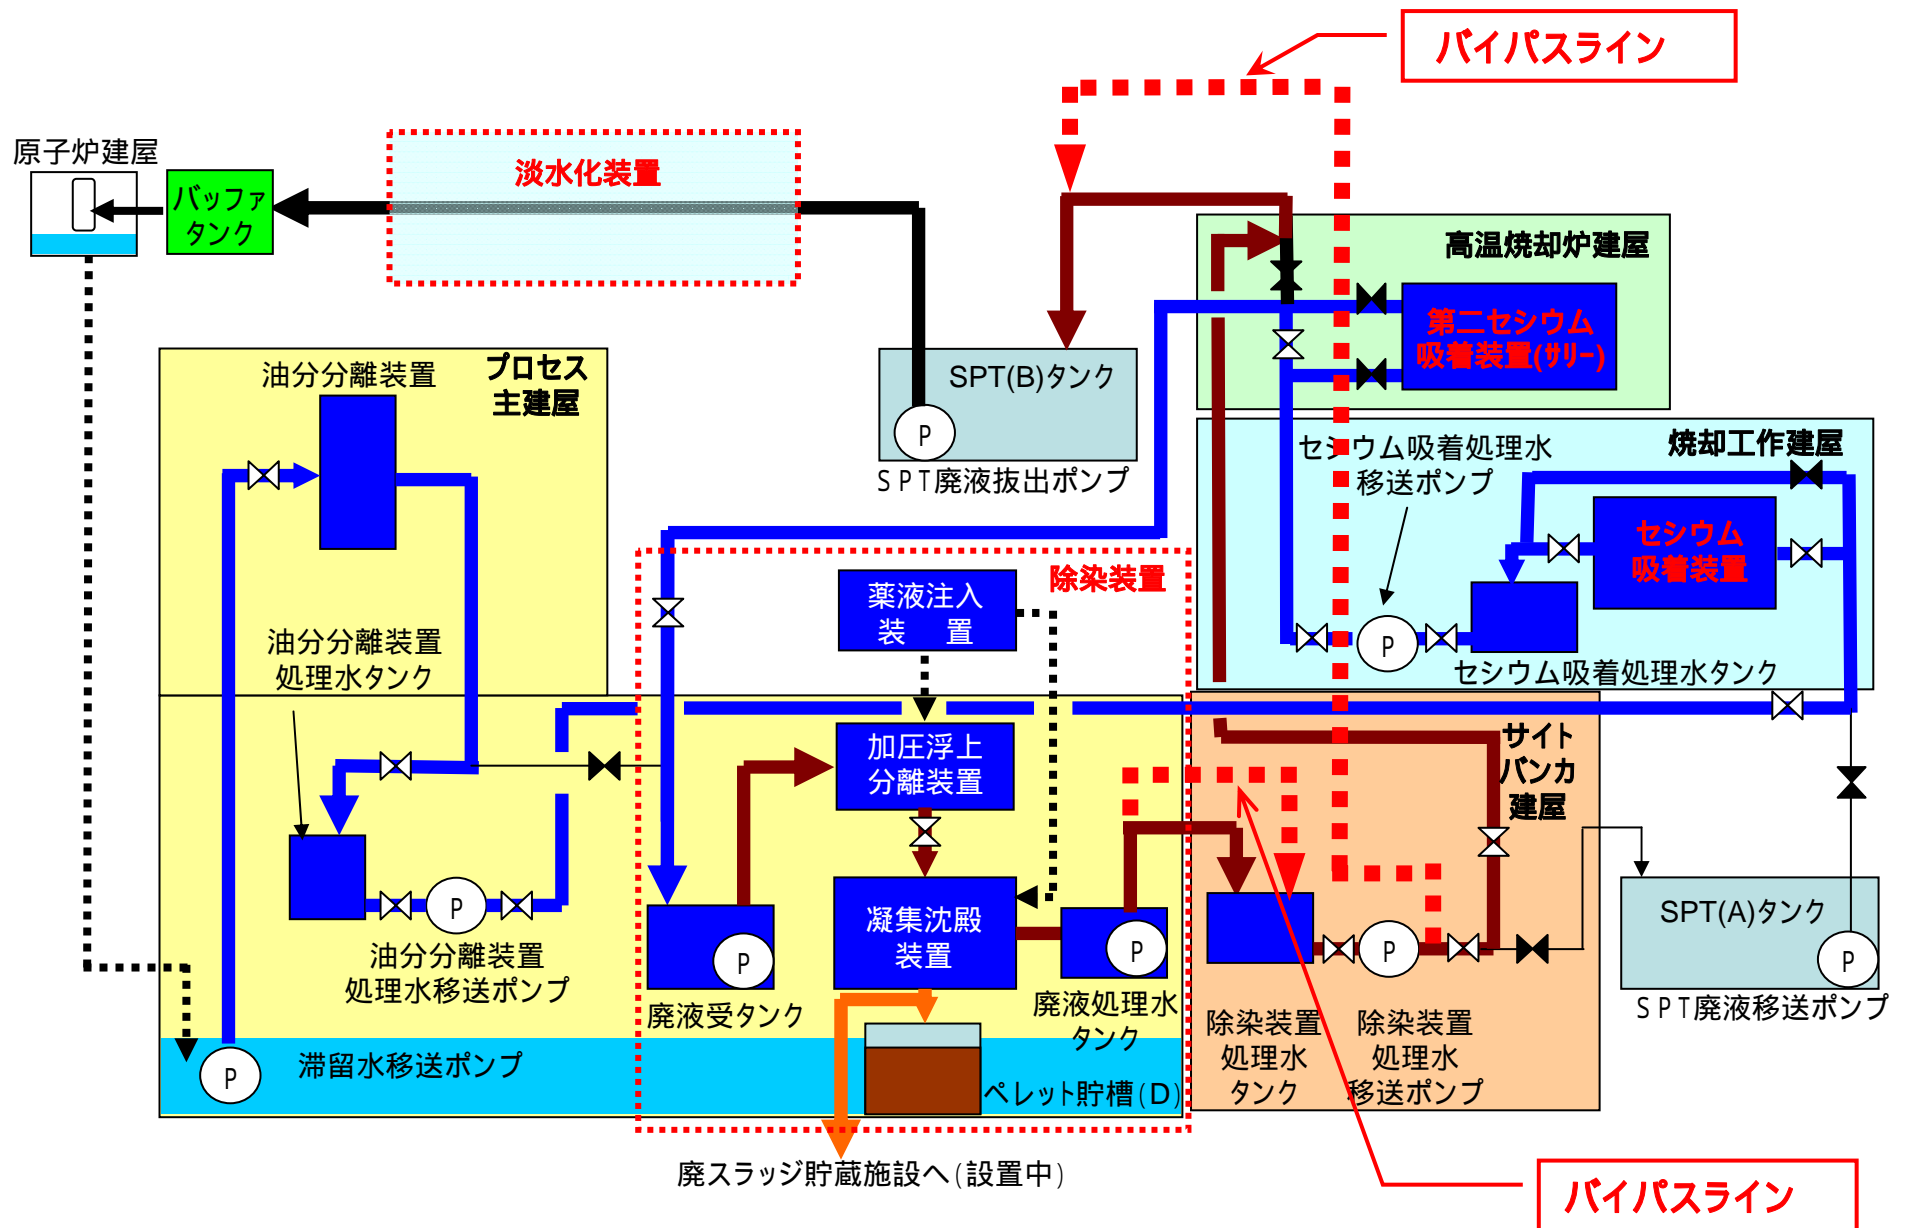 バイパスライン
原子炉建屋
淡水化装置
バッファ
タンク
高温焼却炉建屋
第二セシウム
吸着装置(ｻﾘｰ)
プロセス
主建屋
油分分離装置
SPT(B)タンク
P
ＳＰＴ廃液抜出ポンプ
焼却工作建屋
セシウム吸着処理水
移送ポンプ
セシウム
吸着装置
除染装置
薬液注入
装　置
油分分離装置
処理水タンク
P
セシウム吸着処理水タンク
サイト
バンカ
建屋
加圧浮上
分離装置
P
油分分離装置
処理水移送ポンプ
P
廃液受タンク
凝集沈殿
装置
P
廃液処理水
タンク
P
除染装置
処理水
タンク
除染装置
処理水
移送ポンプ
SPT(A)タンク
P
ＳＰＴ廃液移送ポンプ
P
滞留水移送ポンプ
ペレット貯槽(D)
廃スラッジ貯蔵施設へ(設置中)
バイパスライン